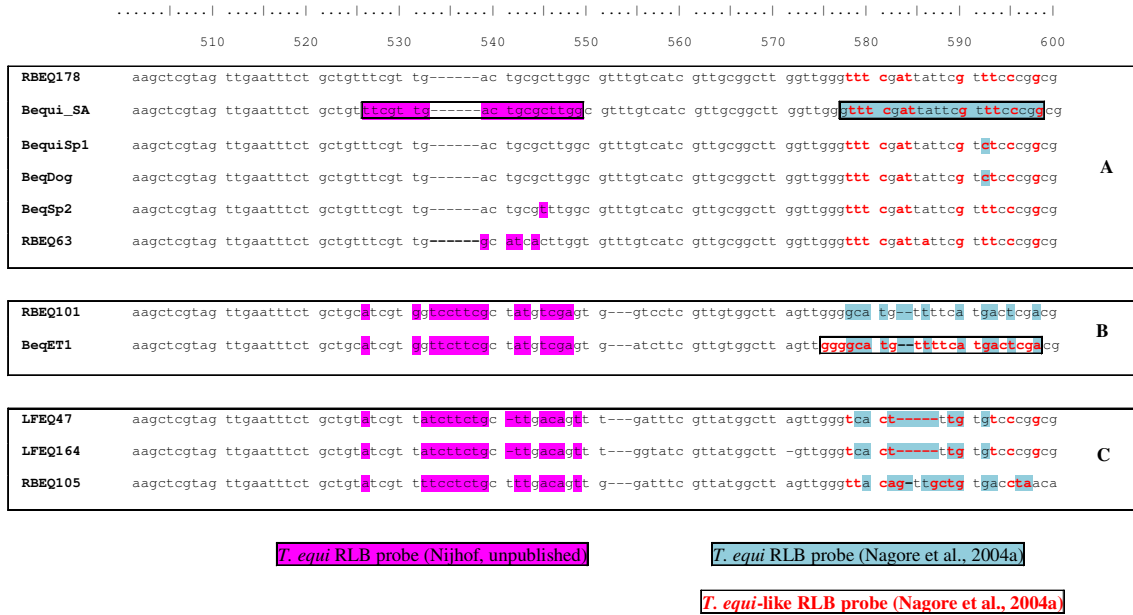 ....|....|....|....|....|....|....|....|....|....|....|....|....|....|....|....|....|....|....|....|
510 520 530 540 550 560 570 580 590 600
RBEQ178 aagctcgtag ttgaatttct gctgtttcgt tg------ac tgcgcttggc gtttgtcatc gttgcggctt ggttgggttt cgattattcg tttcccggcg
Bequi_SA aagctcgtag ttgaatttct gctgtttcgt tg------ac tgcgcttggc gtttgtcatc gttgcggctt ggttgggttt cgattattcg tttcccggcg
BequiSp1 aagctcgtag ttgaatttct gctgtttcgt tg------ac tgcgcttggc gtttgtcatc gttgcggctt ggttgggttt cgattattcg tctcccggcg
BeqDog aagctcgtag ttgaatttct gctgtttcgt tg------ac tgcgcttggc gtttgtcatc gttgcggctt ggttgggttt cgattattcg tctcccggcg
A
BeqSp2 aagctcgtag ttgaatttct gctgtttcgt tg------ac tgcgtttggc gtttgtcatc gttgcggctt ggttgggttt cgattattcg tttcccggcg
RBEQ63 aagctcgtag ttgaatttct gctgtttcgt tg------gc atcacttggt gtttgtcatc gttgcggctt ggttgggttt cgattattcg tttcccggcg
RBEQ101 aagctcgtag ttgaatttct gctgcatcgt ggtccttcgc tatgtcgagt g---gtcctc gttgtggctt agttggggca tg--ttttca tgactcgacg
B
BeqET1 aagctcgtag ttgaatttct gctgcatcgt ggttcttcgc tatgtcgagt g---atcttc gttgtggctt agttggggca tg--ttttca tgactcgacg
LFEQ47 aagctcgtag ttgaatttct gctgtatcgt tatcttctgc -ttgacagtt t---gatttc gttatggctt agttgggtca ct-----ttg tgtcccggcg
LFEQ164 aagctcgtag ttgaatttct gctgtatcgt tatcttctgc -ttgacagtt t---ggtatc gttatggctt -gttgggtca ct-----ttg tgtcccggcg
C
RBEQ105 aagctcgtag ttgaatttct gctgtatcgt tttcctctgc tttgacagtt g---gatttc gttatggctt agttgggtta cag-ttgctg tgacctaaca
T. equi RLB probe (Nijhof, unpublished) T. equi RLB probe (Nagore et al., 2004a)
T. equi-like RLB probe (Nagore et al., 2004a)